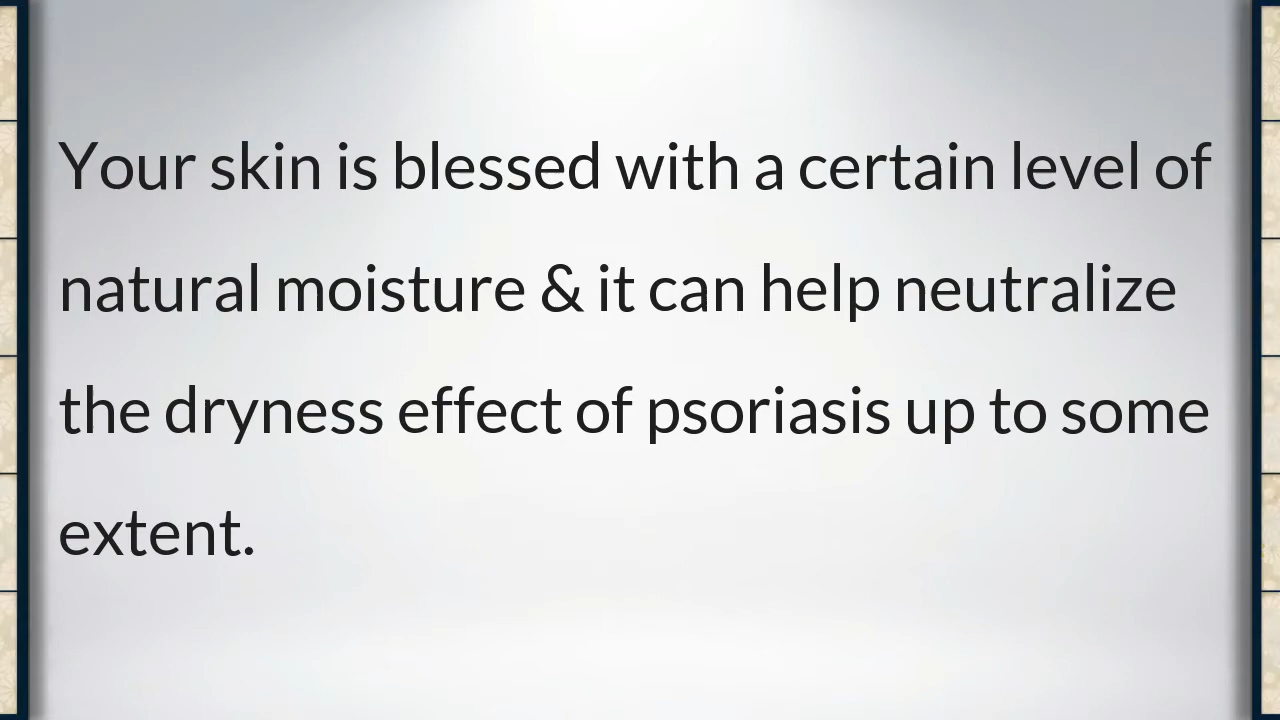 Your skin is blessed with a certain level of
natural moisture & it can help neutralize
the dryness effect of psoriasis up to some
extent.